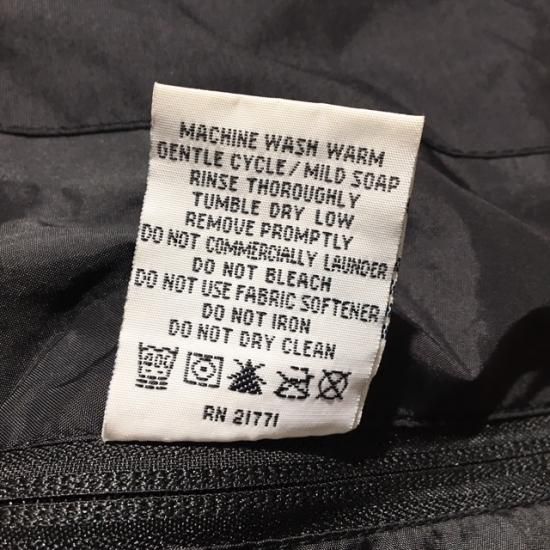 MACHINE WASH WARM
GENTLE CYCLE/MILD SOAP
RINSE THOROUGHLY
TUMBLE DRY LOW
REMOVE PROMPTLY
DO NOT COMMERCIALLY LAUNDER
DO NOT BLEACH
DO NOT USE FABRIC SOFTENER
DO NOT IRON
DO NOT DRY CLEAN
RN 21771